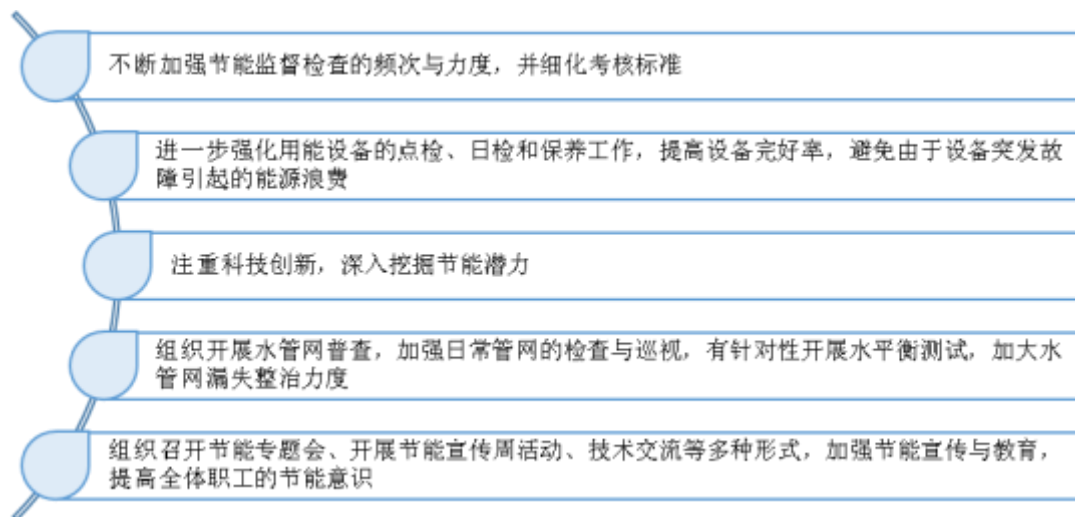 不断加强节能监督检查的频次与力度，并细化考核标准
进一步强化用能设备的点检、日检和保养工作，提高设备完好率，避免由于设备突发故
障引起的能源浪费
注重科技创新，深入挖掘节能潜力
组织开展水管网普查，加强日常管网的检查与巡视，有针对性开展水平衡测试，加大水
管网漏失整治力度
组织召开节能专题会、开展节能宣传周活动、技术交流等多种形式，加强节能宣传与教育，
提高全体职工的节能意识